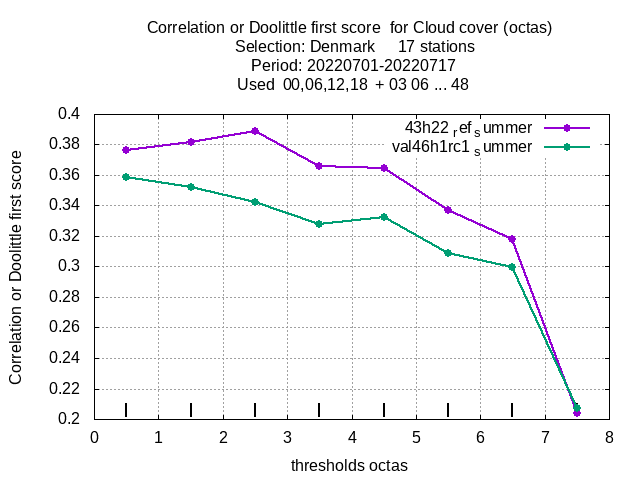 Correlation or Doolittle first score  for Cloud cover (octas)
Selection: Denmark     17 stations
Period: 20220701-20220717
Used  00,06,12,18  + 03 06 ... 48
43h22 ref summer
val46h1rc1 summer
Correlation or Doolittle first score
0.4
0.38
0.36
0.34
0.32
0.3
0.28
0.26
0.24
0.22
0.2
0 1 2 3 4 5 6 7 8
thresholds octas